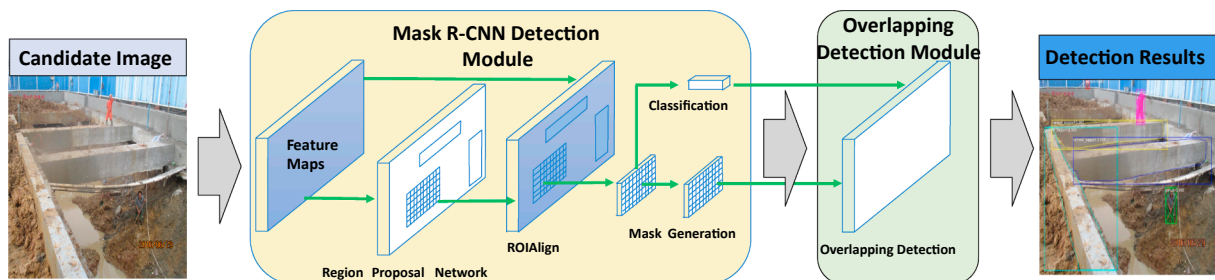 Candidate Image
Mask R-CNN Detection
Module
Feature
Maps
Region Proposal Network
ROIAlign
Classification
Mask Generation
Overlapping
Detection Module
Overlapping Detection
Detection Results